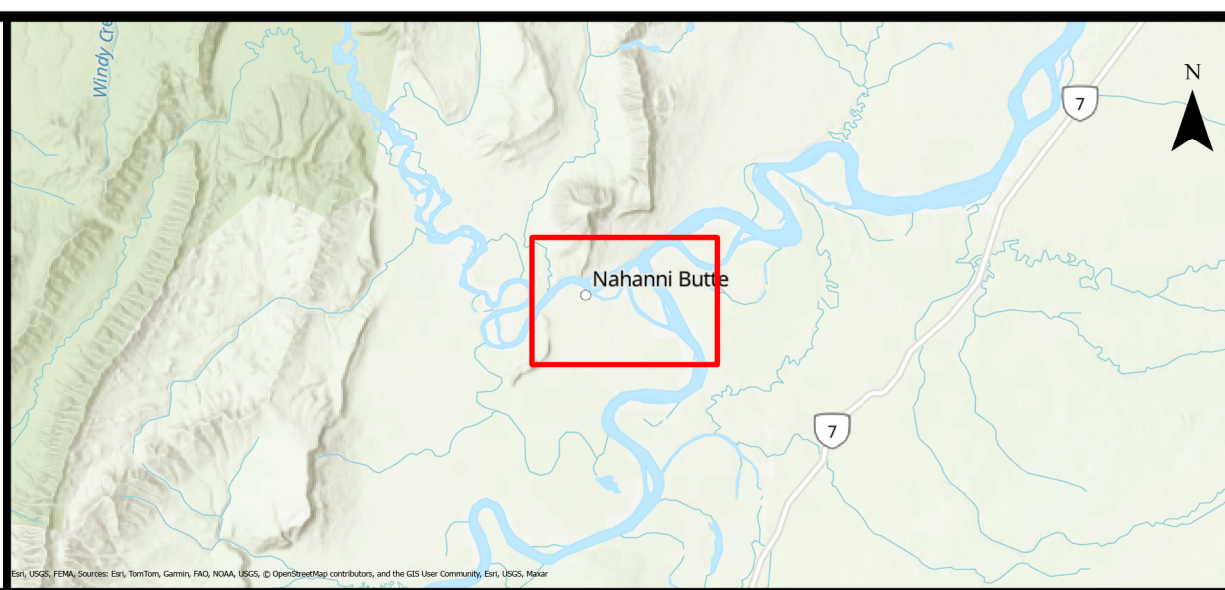 Windy Cre
N
7
Nahanni Butte
7
Esri, USGS, FEMA, Sources: Esri, TomTom, Garmin, FAO, NOAA, USGS, © OpenStreetMap contributors, and the GIS User Community, Esri, USGS, Maxar